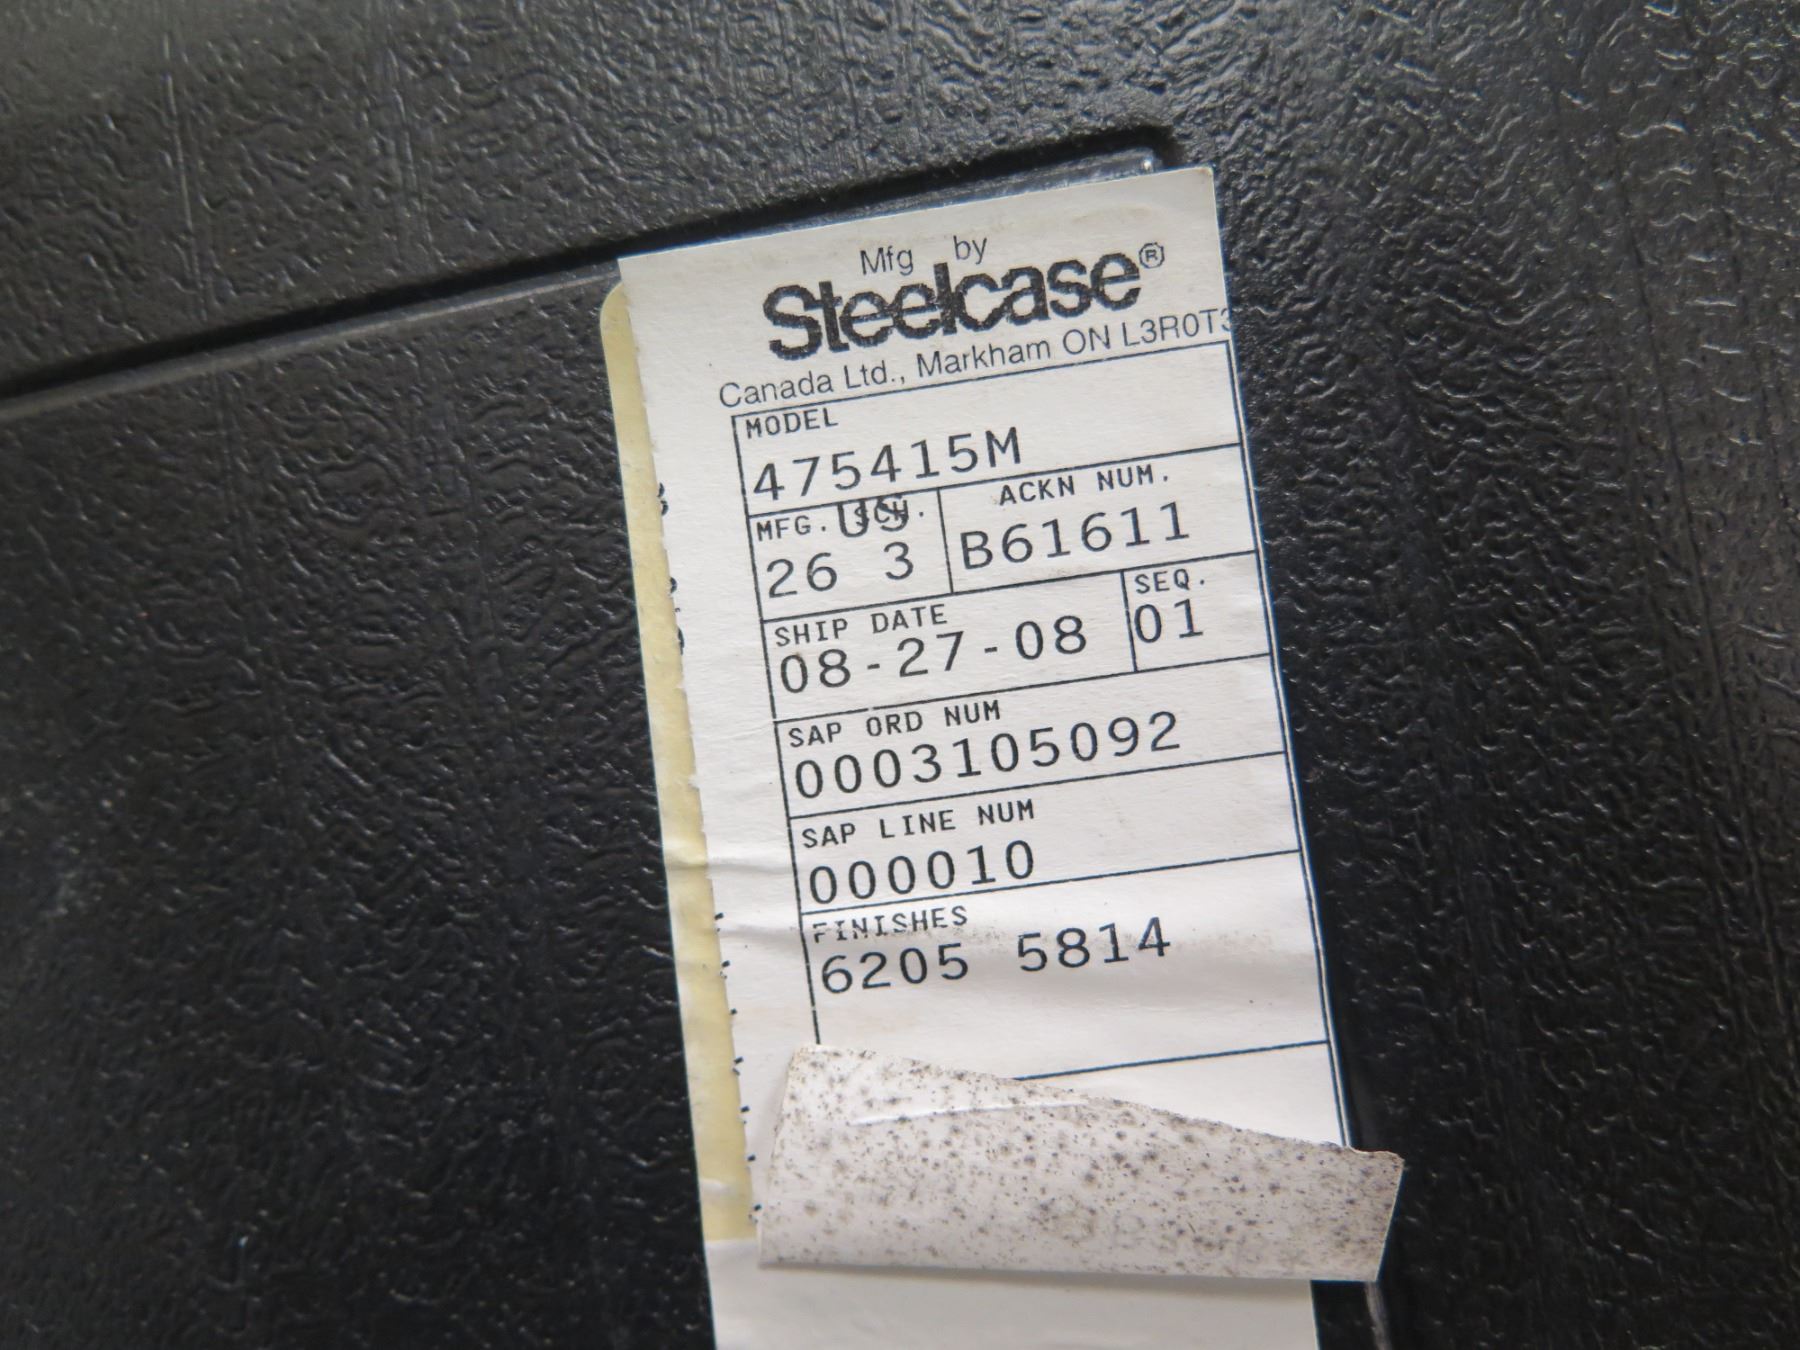 Mfg by
Steelcase®
Canada Ltd., Markham ON L3R0T3
MODEL
475415M
MFG. SCH. US
26 3
ACKN NUM.
B61611
SHIP DATE
08-27-08
SEQ.
01
SAP ORD NUM
0003105092
SAP LINE NUM
000010
FINISHES
6205 5814